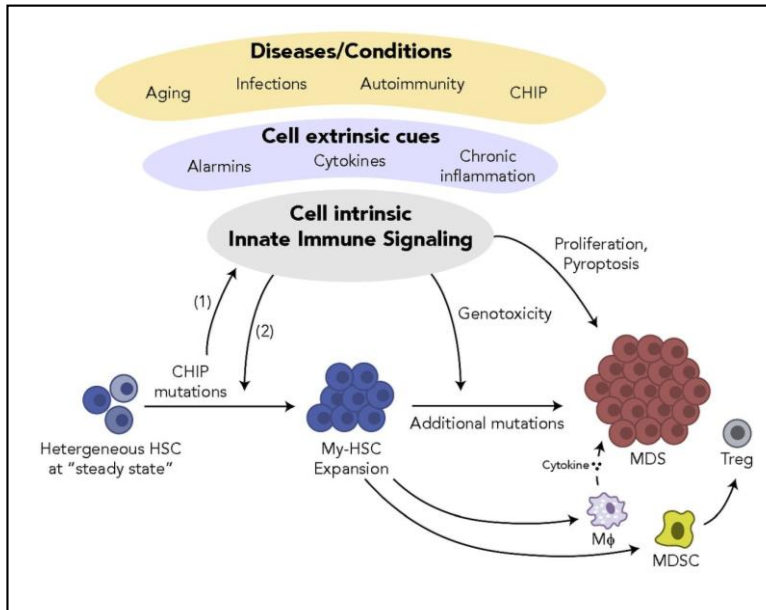 Diseases/Conditions
Aging
Infections
Autoimmunity
CHIP
Cell extrinsic cues
Alarmins
Cytokines
Chronic
inflammation
Cell intrinsic
Innate Immune Signaling
Proliferation,
Pyroptosis
(1)
(2)
Genotoxicity
CHIP
mutations
Additional mutations
Hetergeneous HSC
at “steady state”
My-HSC
Expansion
MDS
Treg
Cytokine
Mϕ
MDSC